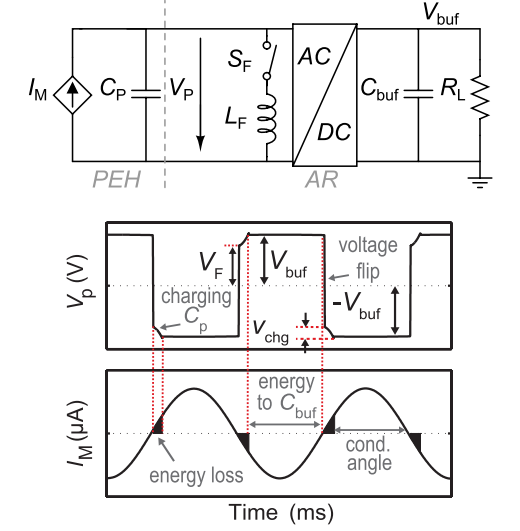 V_buf
I_M
C_P
V_P
S_F
L_F
AC
DC
C_buf
R_L
PEH
AR
V_p (V)
V_F
V_buf
voltage
flip
charging
C_p
-V_buf
v_chg
I_M (μA)
energy
to C_buf
energy loss
cond.
angle
Time (ms)